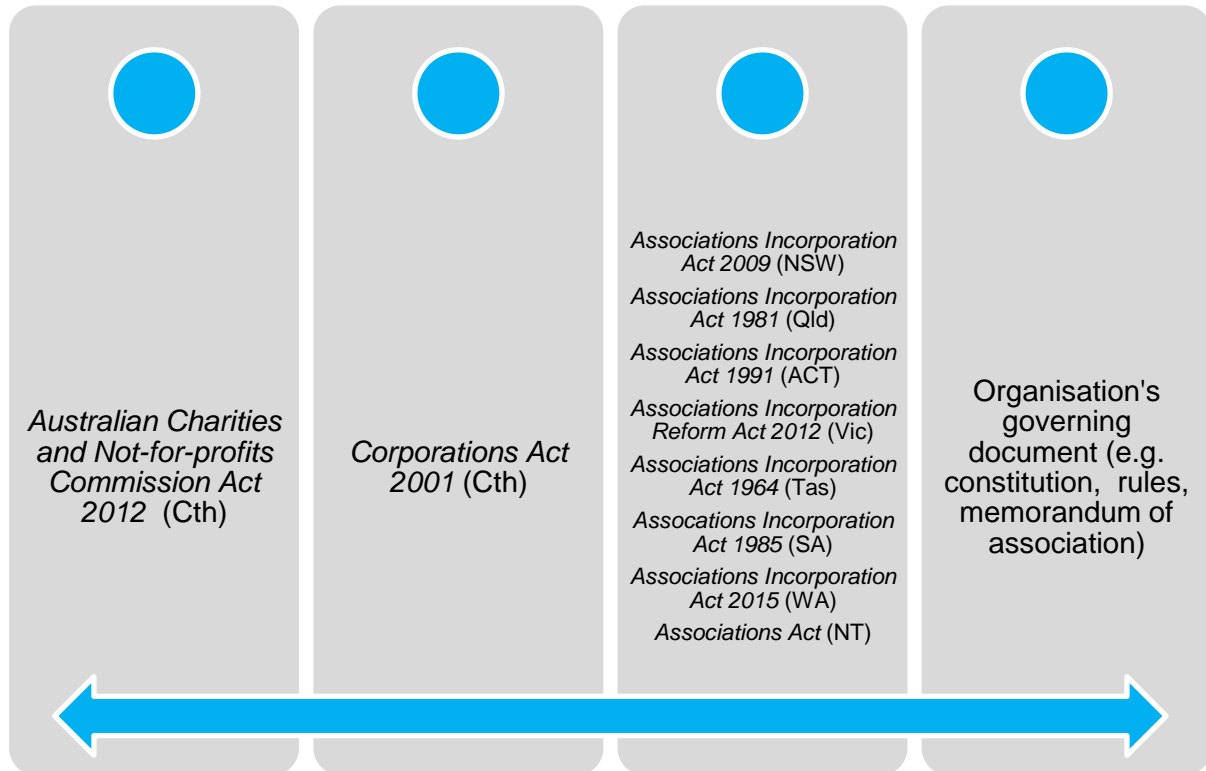 Australian Charities
and Not-for-profits
Commission Act
2012 (Cth)
Corporations Act
2001 (Cth)
Associations Incorporation
Act 2009 (NSW)
Associations Incorporation
Act 1981 (Qld)
Associations Incorporation
Act 1991 (ACT)
Associations Incorporation
Reform Act 2012 (Vic)
Associations Incorporation
Act 1964 (Tas)
Assocations Incorporation
Act 1985 (SA)
Associations Incorporation
Act 2015 (WA)
Associations Act (NT)
Organisation's
governing
document (e.g.
constitution, rules,
memorandum of
association)